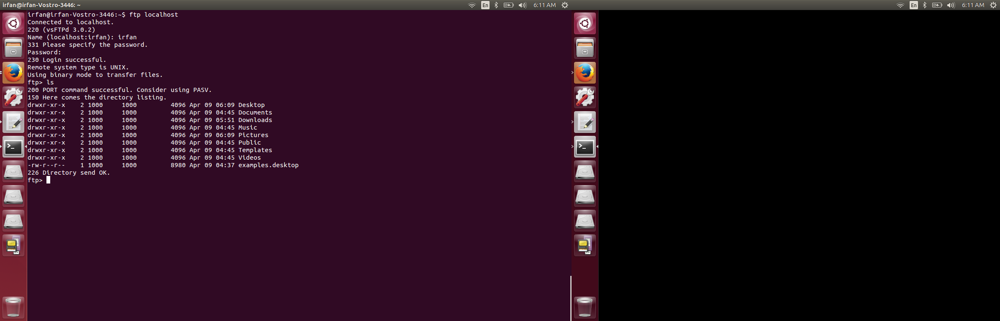 irfan@irfan-Vostro-3446: ~
En 6:11 AM
En 6:11 AM
irfan@irfan-Vostro-3446:~$ ftp localhost
Connected to localhost.
220 (vsFTPd 3.0.2)
Name (localhost:irfan): irfan
331 Please specify the password.
Password:
230 Login successful.
Remote system type is UNIX.
Using binary mode to transfer files.
ftp> ls
200 PORT command successful. Consider using PASV.
150 Here comes the directory listing.
drwxr-xr-x    2 1000     1000         4096 Apr 09 06:09 Desktop
drwxr-xr-x    2 1000     1000         4096 Apr 09 04:45 Documents
drwxr-xr-x    2 1000     1000         4096 Apr 09 05:51 Downloads
drwxr-xr-x    2 1000     1000         4096 Apr 09 04:45 Music
drwxr-xr-x    2 1000     1000         4096 Apr 09 06:09 Pictures
drwxr-xr-x    2 1000     1000         4096 Apr 09 04:45 Public
drwxr-xr-x    2 1000     1000         4096 Apr 09 04:45 Templates
drwxr-xr-x    2 1000     1000         4096 Apr 09 04:45 Videos
-rw-r--r--    1 1000     1000         8980 Apr 09 04:37 examples.desktop
226 Directory send OK.
ftp>